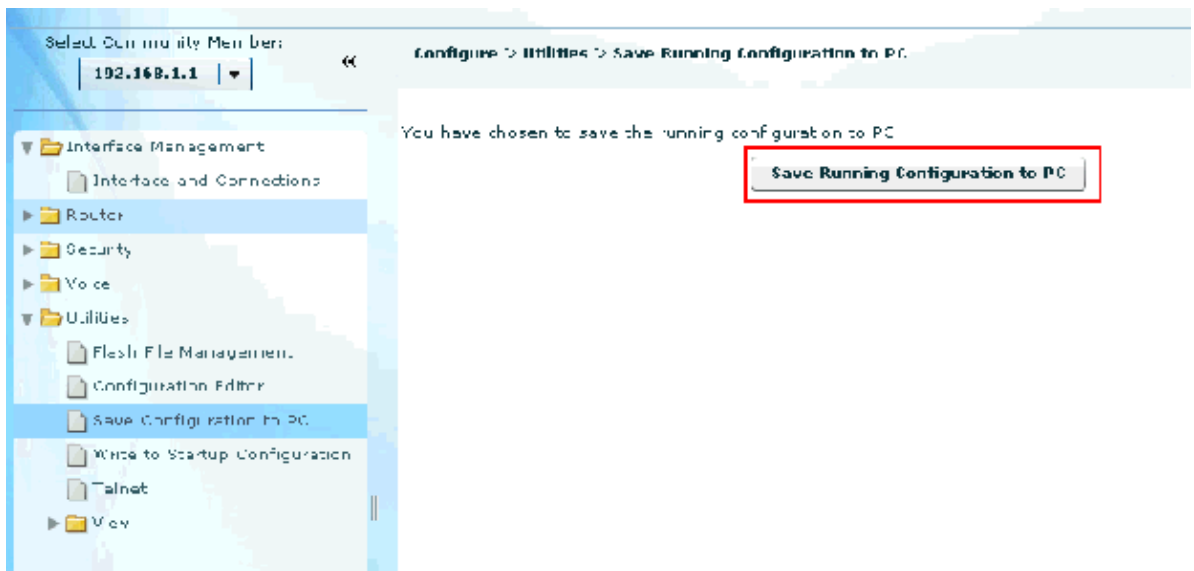 Select Community Member:
192.168.1.1
«
Configure > Utilities > Save Running Configuration to PC
Interface Management
Interface and Connections
Router
Security
Voice
Utilities
Flash File Management
Configuration Editor
Save Configuration to PC
Write to Startup Configuration
Telnet
View
You have chosen to save the running configuration to PC
Save Running Configuration to PC